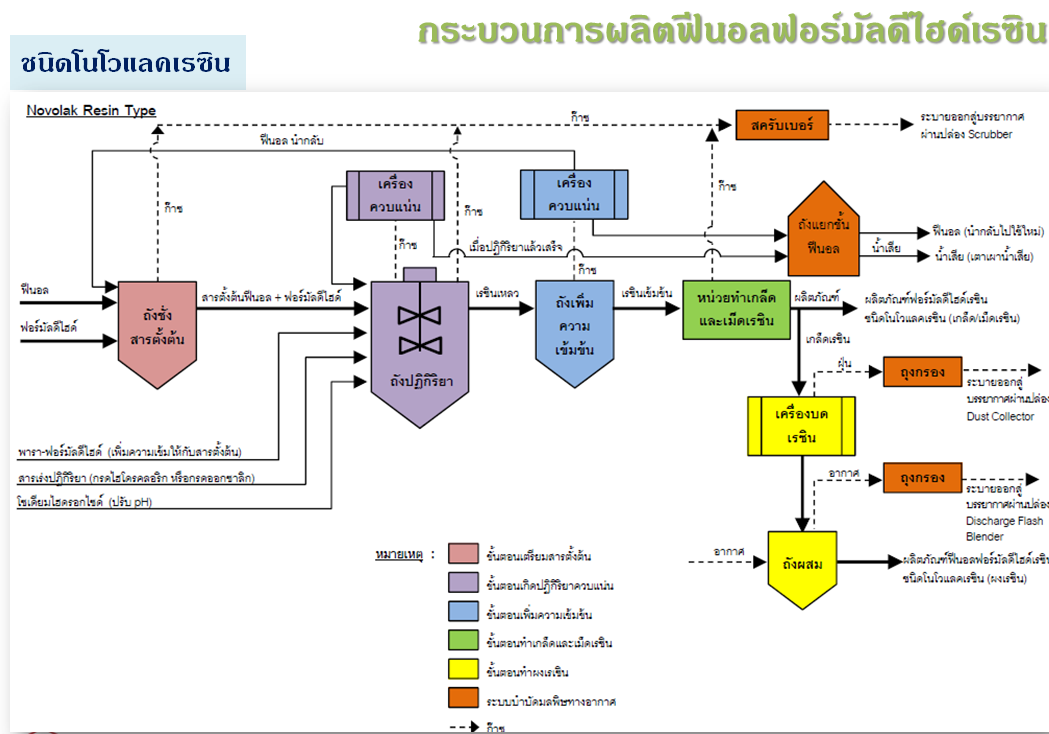 กระบวนการผลิตฟีนอลฟอร์มัลดีไฮด์เรซิน
ชนิดโนโวแลคเรซิน
Novolak Resin Type
ก๊าซ
สครับเบอร์
ระบายออกสู่บรรยากาศ
ผ่านปล่อง Scrubber
ฟีนอล นำกลับ
เครื่อง
ควบแน่น
เครื่อง
ควบแน่น
ก๊าซ
ก๊าซ
ก๊าซ
ก๊าซ
ก๊าซ
ถังแยกชั้น
ฟีนอล
ฟีนอล (นำกลับไปใช้ใหม่)
น้ำเสีย
น้ำเสีย (เตาเผาน้ำเสีย)
เมื่อปฏิกิริยาแล้วเสร็จ
ฟีนอล
ฟอร์มัลดีไฮด์
ถังชั่ง
สารตั้งต้น
สารตั้งต้นฟีนอล + ฟอร์มัลดีไฮด์
ถังปฏิกิริยา
เรซินเหลว
ถังเพิ่ม
ความ
เข้มข้น
เรซินเข้มข้น
หน่วยทำเกล็ด
และเม็ดเรซิน
ผลิตภัณฑ์
ผลิตภัณฑ์ฟอร์มัลดีไฮด์เรซิน
ชนิดโนโวแลคเรซิน (เกล็ด/เม็ดเรซิน)
เกล็ดเรซิน
ฝุ่น
ถุงกรอง
ระบายออกสู่
บรรยากาศผ่านปล่อง
Dust Collector
เครื่องบด
เรซิน
อากาศ
ถุงกรอง
ระบายออกสู่
บรรยากาศผ่านปล่อง
Discharge Flash
Blender
พารา-ฟอร์มัลดีไฮด์ (เพิ่มความเข้มให้กับสารตั้งต้น)
สารเร่งปฏิกิริยา (กรดไฮโดรคลอริก หรือกรดออกซาลิก)
โซเดียมไฮดรอกไซด์ (ปรับ pH)
อากาศ
ถังผสม
ผลิตภัณฑ์ฟีนอลฟอร์มัลดีไฮด์เรซิน
ชนิดโนโวแลคเรซิน (ผงเรซิน)
หมายเหตุ :
ขั้นตอนเตรียมสารตั้งต้น
ขั้นตอนเกิดปฏิกิริยาควบแน่น
ขั้นตอนเพิ่มความเข้มข้น
ขั้นตอนทำเกล็ดและเม็ดเรซิน
ขั้นตอนทำผงเรซิน
ระบบบำบัดมลพิษทางอากาศ
ก๊าซ